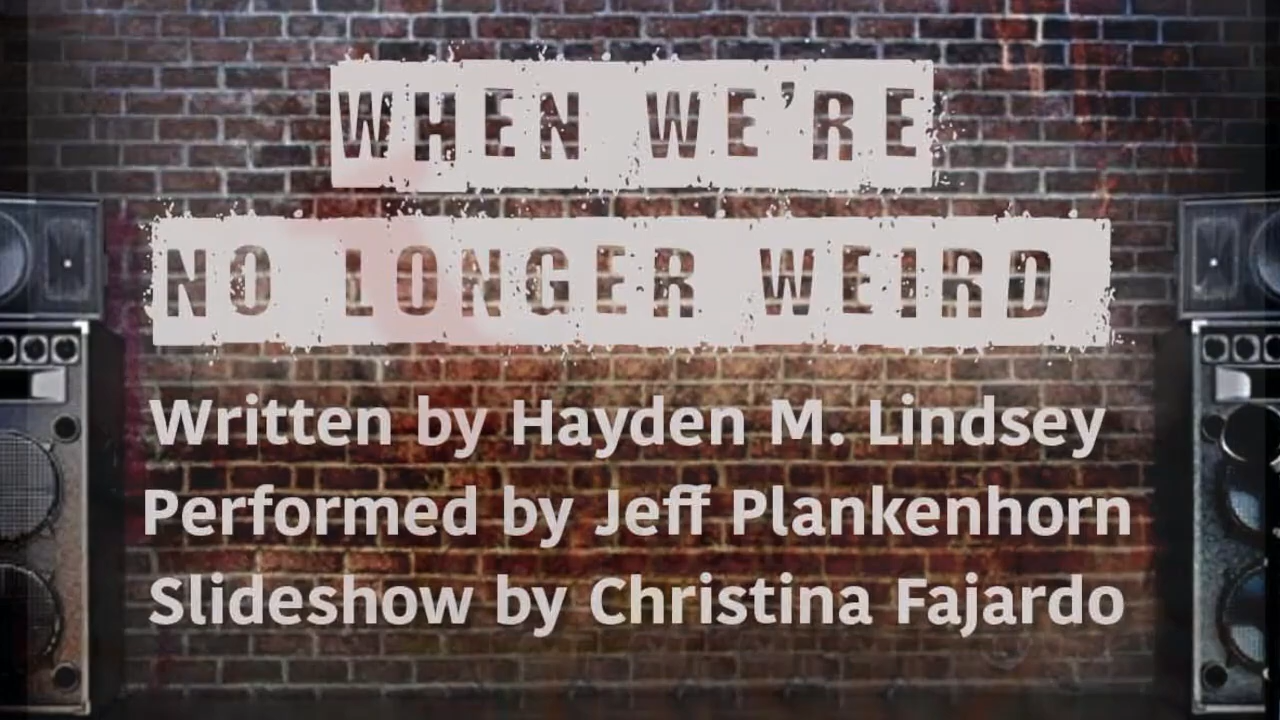 WHEN WE'RE
NO LONGER WEIRD
Written by Hayden M. Lindsey
Performed by Jeff Plankenhorn
Slideshow by Christina Fajardo